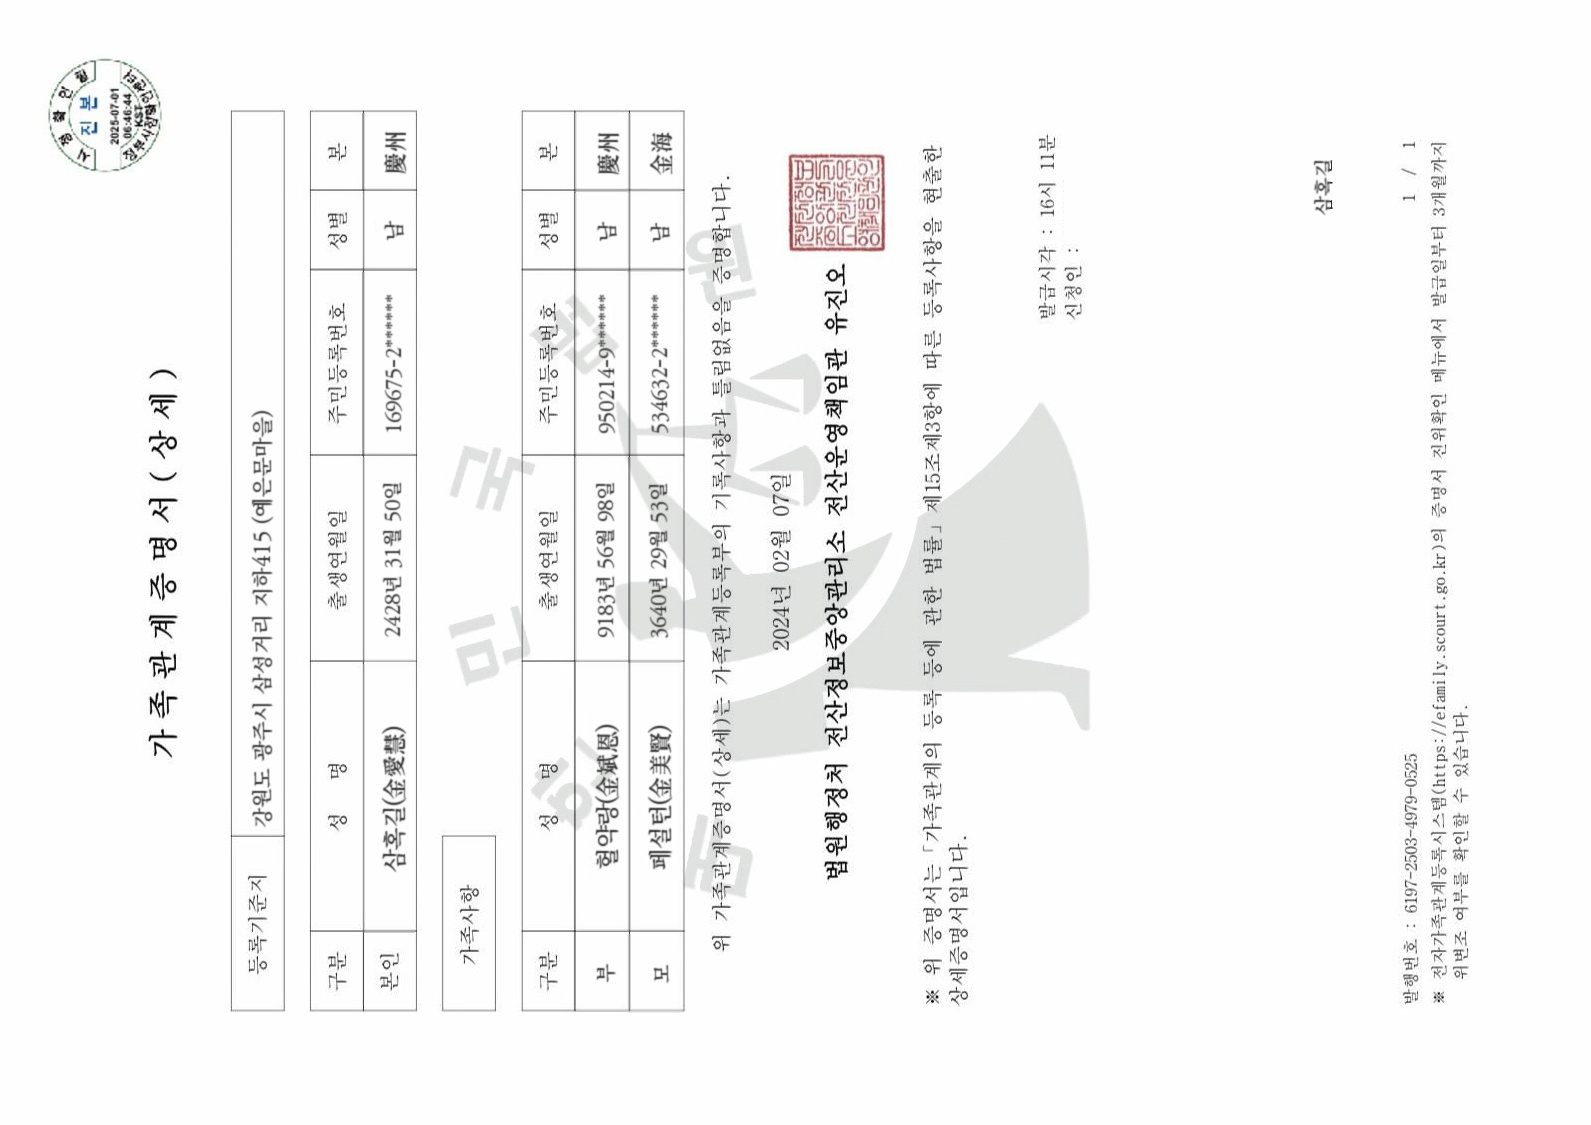 시점확인필
진본
2025-07-01
06:46:44
KST
가족관계증명서(상세)
등록기준지 강원도 광주시 삼성거리 지하415 (예은문마을)
구분 성 명 출생연월일 주민등록번호 성별 본
본인 삼혹길(金愛慧) 2428년 31월 50일 169675-2****** 남 慶州
가족사항
구분 성 명 출생연월일 주민등록번호 성별 본
부 헐약랑(金斌恩) 9183년 56월 98일 950214-9****** 남 慶州
모 페설턴(金美賢) 3640년 29월 53일 534632-2****** 남 金海
위 가족관계증명서(상세)는 가족관계등록부의 기록사항과 틀림없음을 증명합니다.
2024년 02월 07일
법원행정처 전산정보중앙관리소 전산운영책임관 유진오
※ 위 증명서는「가족관계의 등록 등에 관한 법률」제15조제3항에 따른 등록사항을 현출한
상세증명서입니다.
발급시각 : 16시 11분
신청인 :
삼혹길
발행번호 : 6197-2503-4979-0525
1 / 1
※ 전자가족관계등록시스템(https://efamily.scourt.go.kr)의 증명서 진위확인 메뉴에서 발급일부터 3개월까지
위변조 여부를 확인할 수 있습니다.